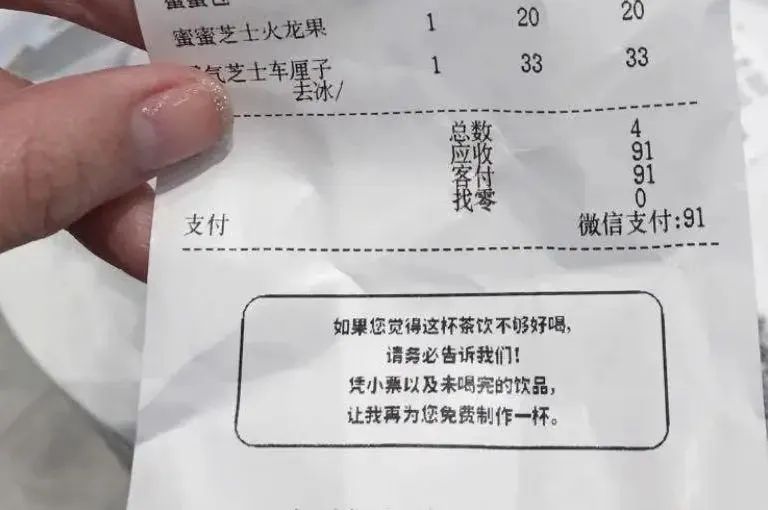 蜜蜜芝士火龙果 1 20 20
气芝士车厘子 1 33 33
去冰/
总数 4
应收 91
客付 91
找零 0
支付 微信支付:91
如果您觉得这杯茶饮不够好喝,
请务必告诉我们!
凭小票以及未喝完的饮品,
让我再为您免费制作一杯。